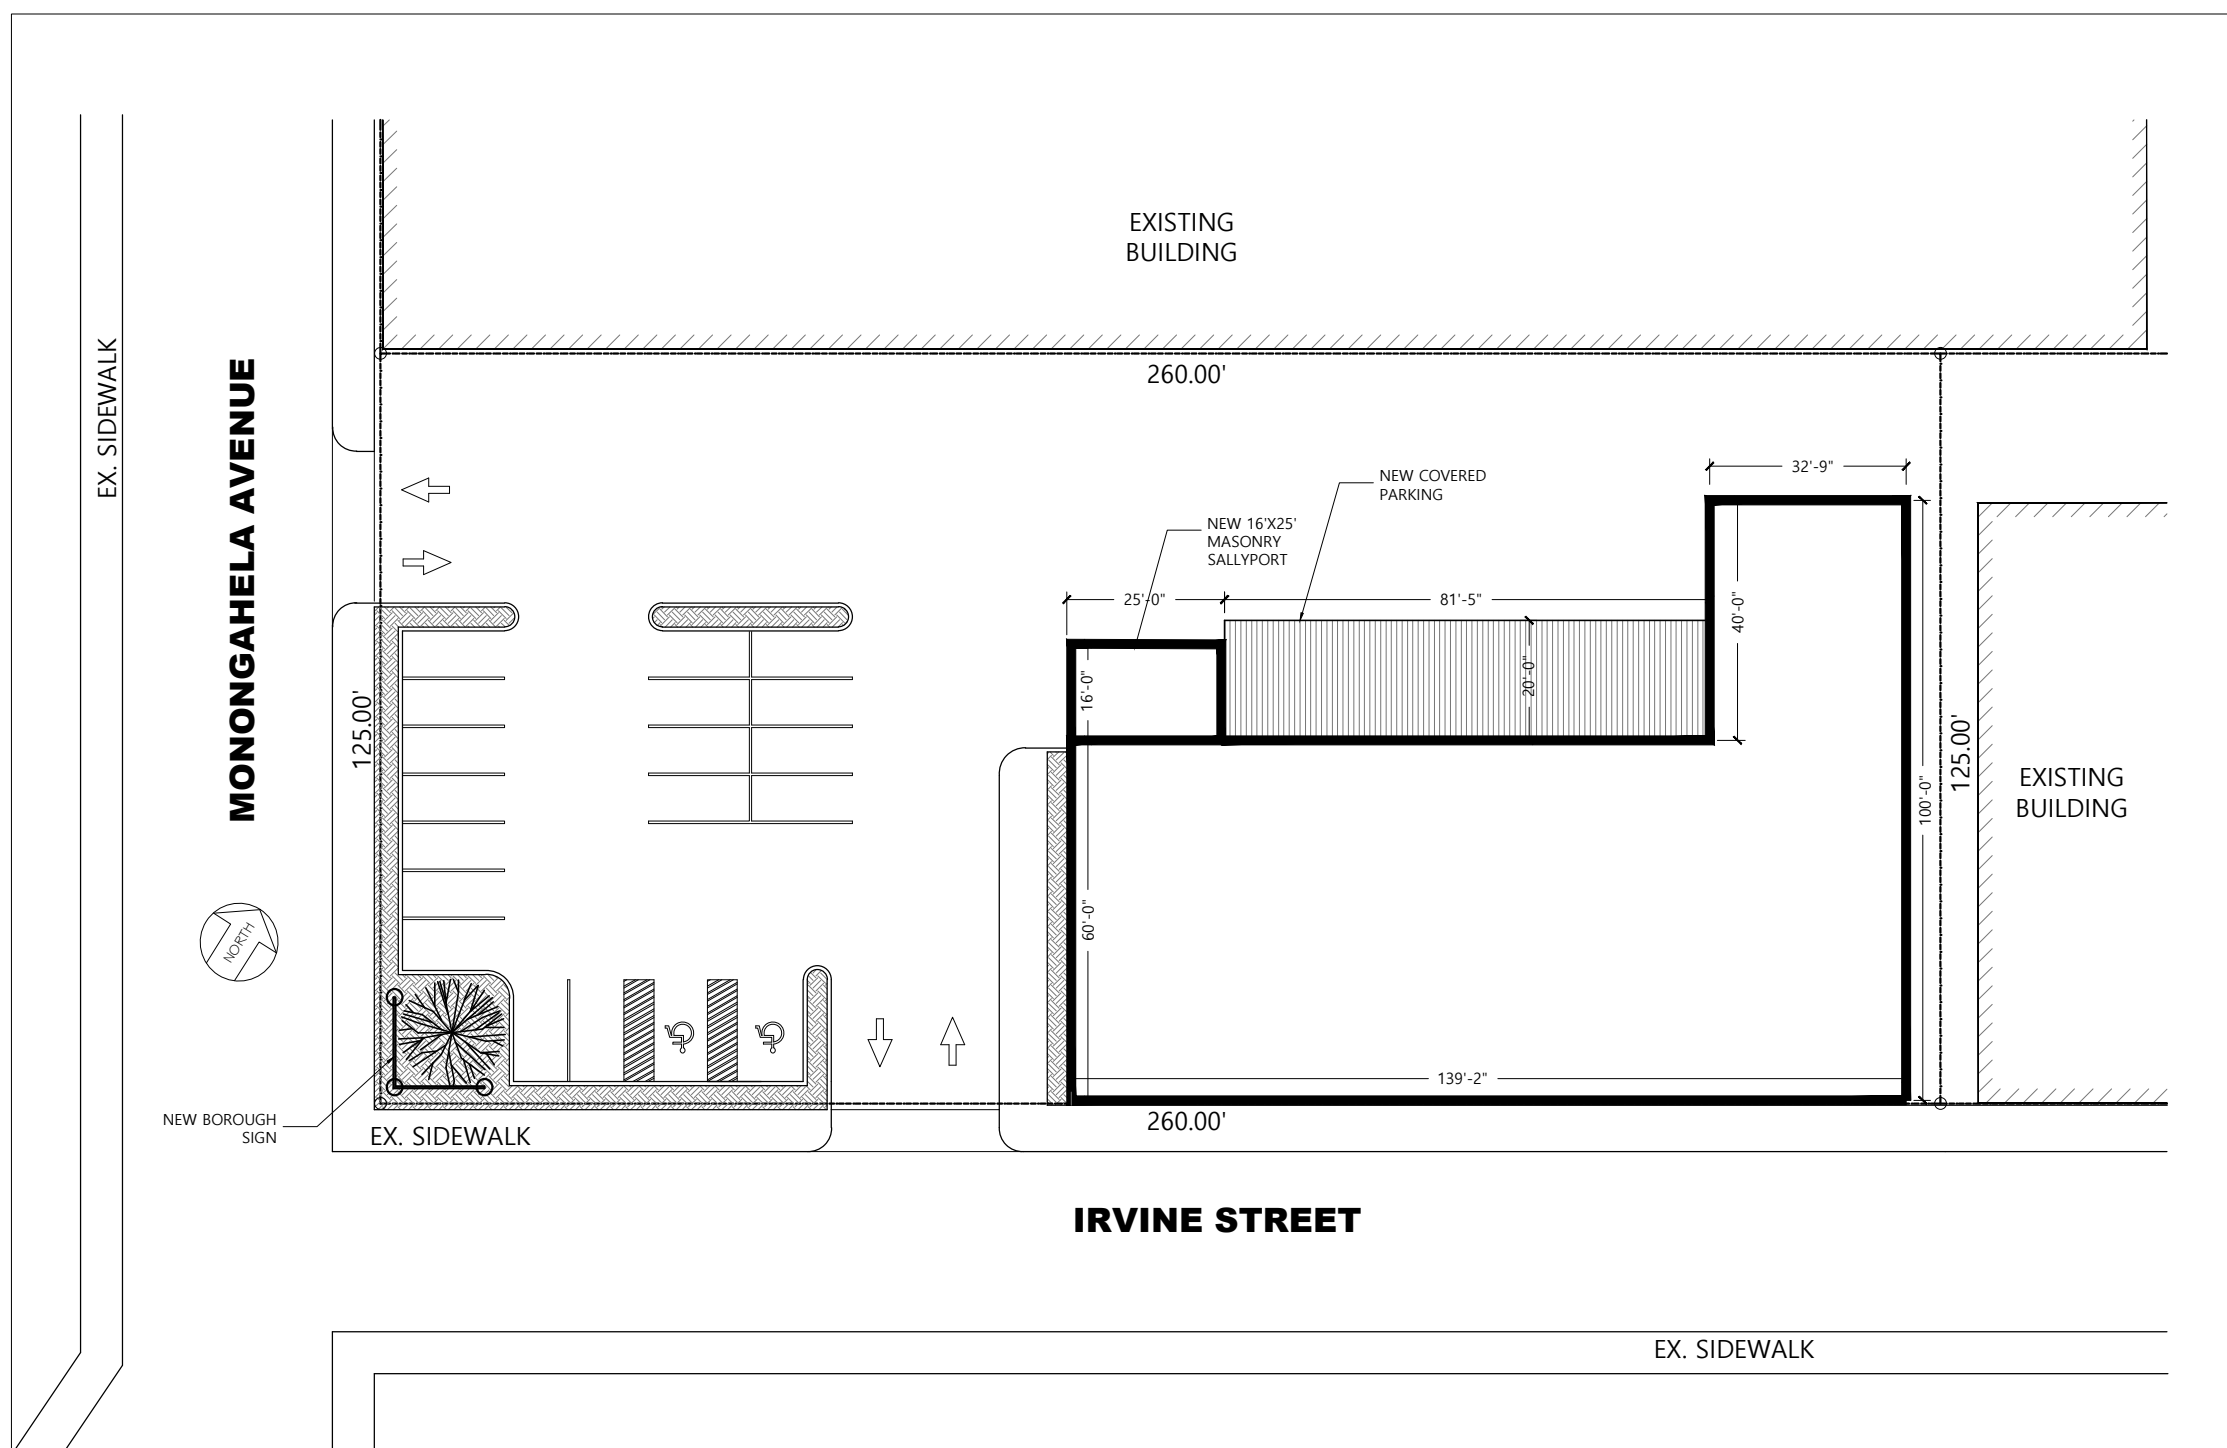 EXISTING
BUILDING
EX. SIDEWALK
MONONGAHELA AVENUE
260.00'
32'-9"
NEW COVERED
PARKING
NEW 16'X25'
MASONRY
SALLYPORT
25'-0"
81'-5"
40'-0"
16'-0"
20'-0"
125.00'
125.00'
100'-0"
EXISTING
BUILDING
60'-0"
NORTH
139'-2"
NEW BOROUGH
SIGN
EX. SIDEWALK
260.00'
IRVINE STREET
EX. SIDEWALK